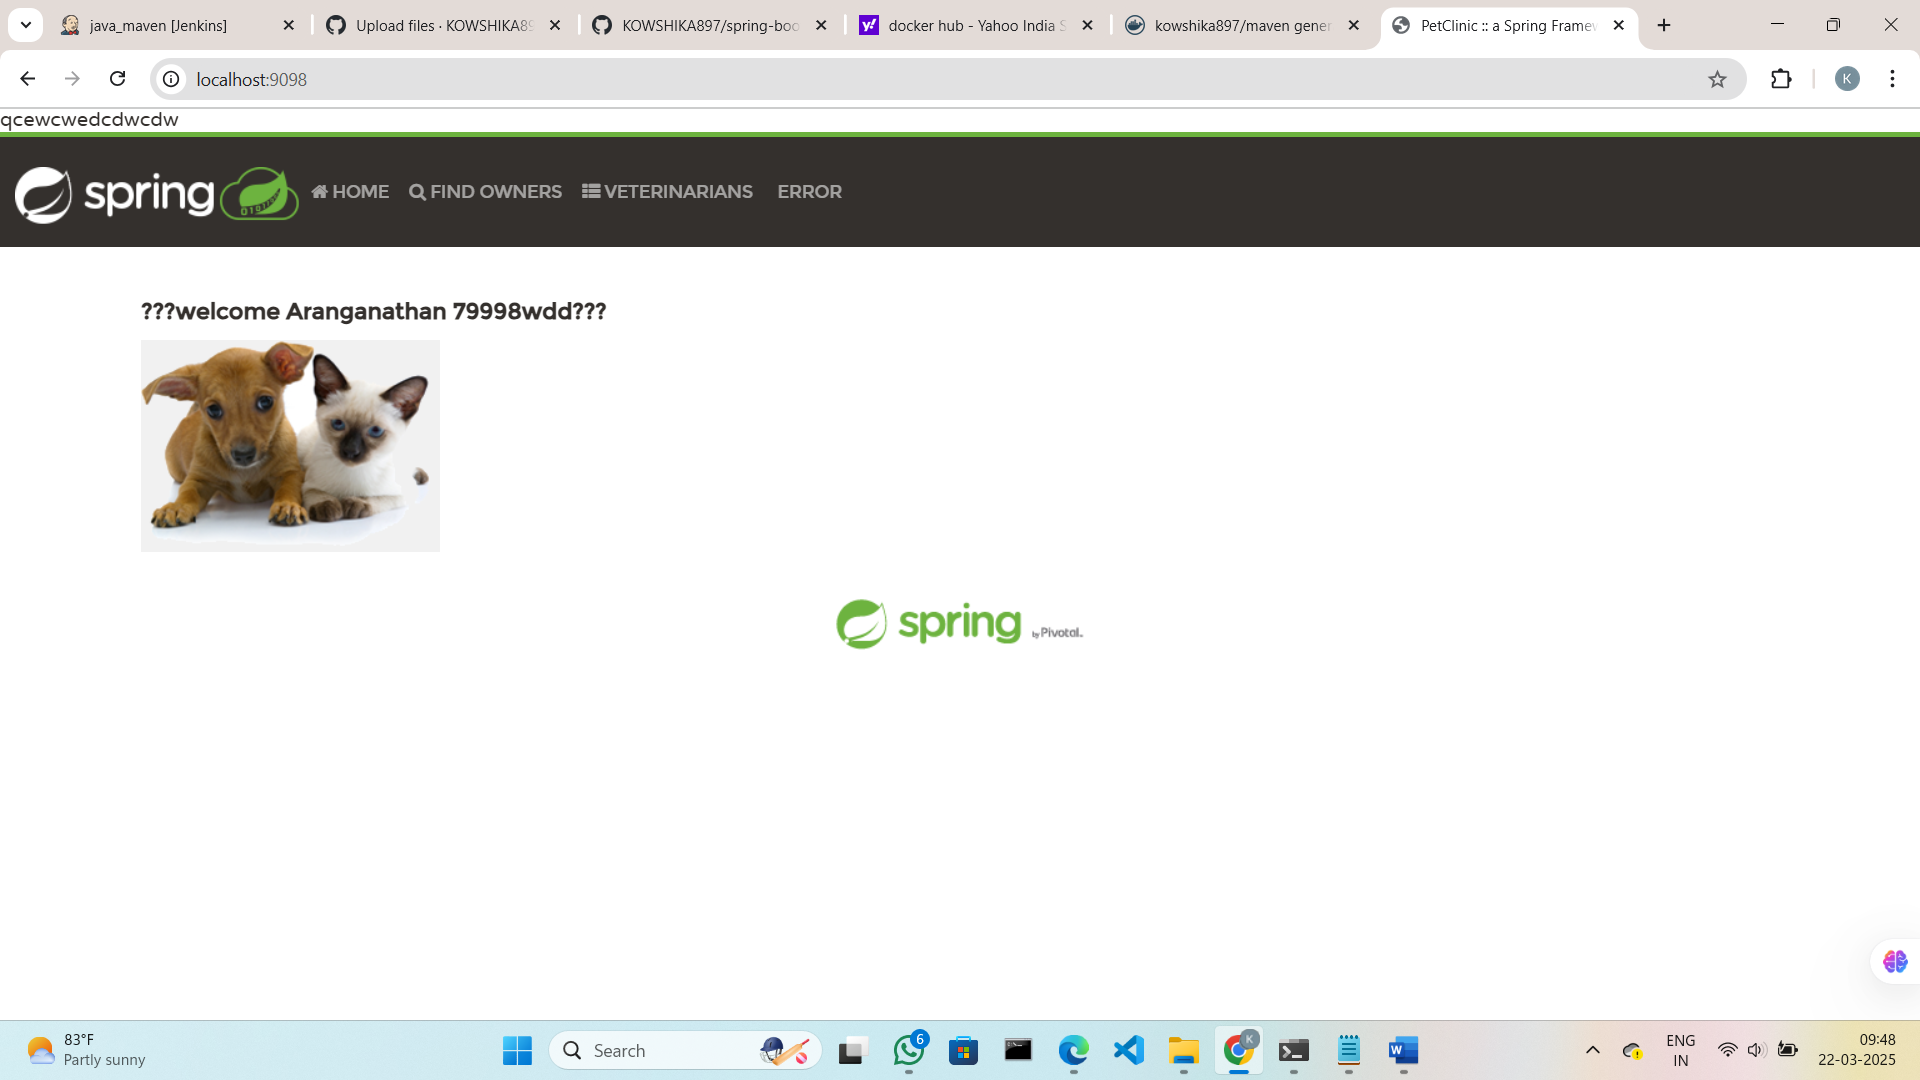 java_maven [Jenkins]
Upload files · KOWSHIKA89
KOWSHIKA897/spring-boo
docker hub - Yahoo India S
kowshika897/maven gener
PetClinic :: a Spring Framew
localhost:9098
K
qcewcwedcdwcdw
spring
HOME
FIND OWNERS
VETERINARIANS
ERROR
???welcome Aranganathan 79998wdd???
spring by Pivotal
83°F
Partly sunny
Search
6
K
ENG
IN
09:48
22-03-2025